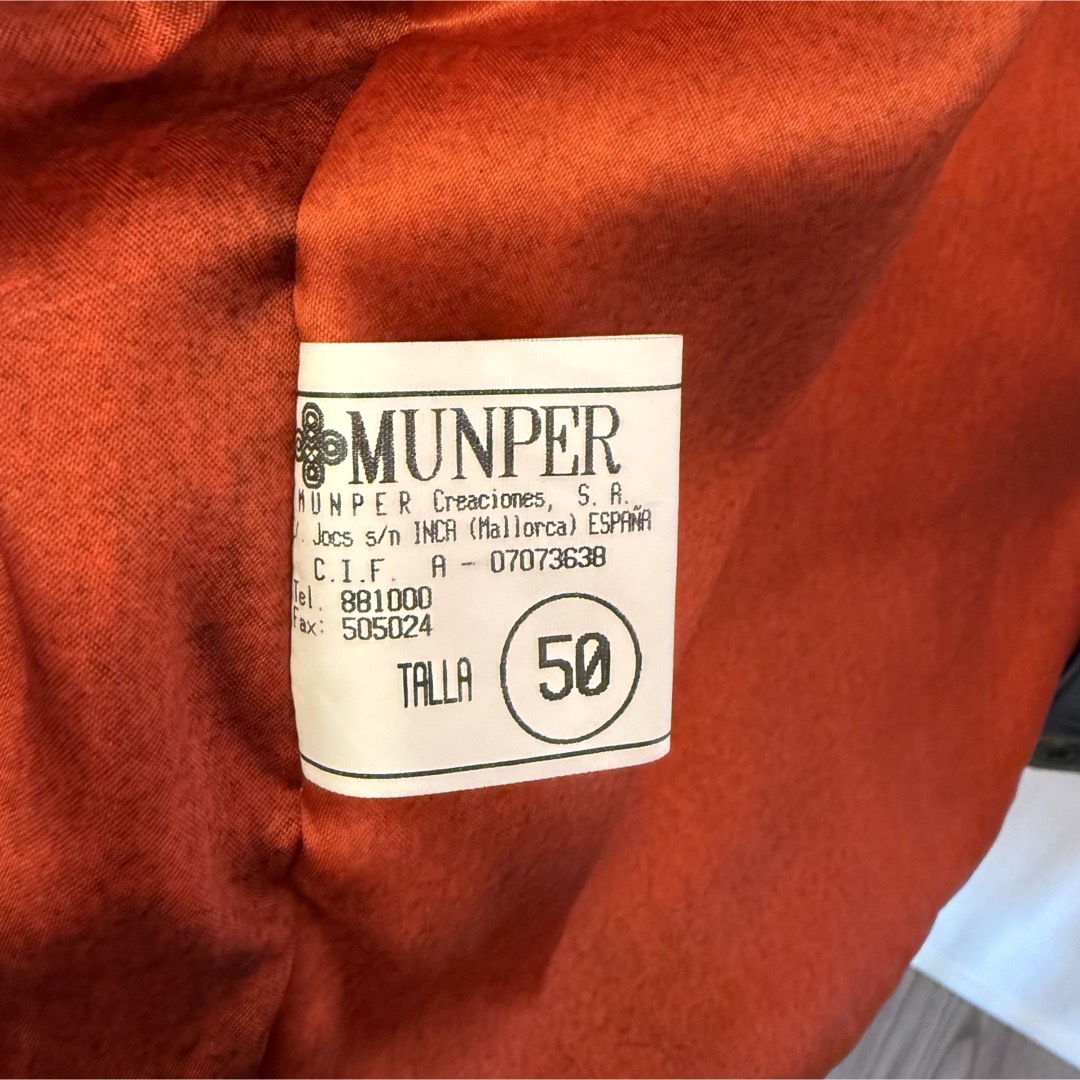 MUNPER
MUNPER Creaciones, S. A.
/. Jocs s/n INCA (Mallorca) ESPAÑA
C.I.F. A - 07073638
Tel. 881000
Fax: 505024
TALLA 50